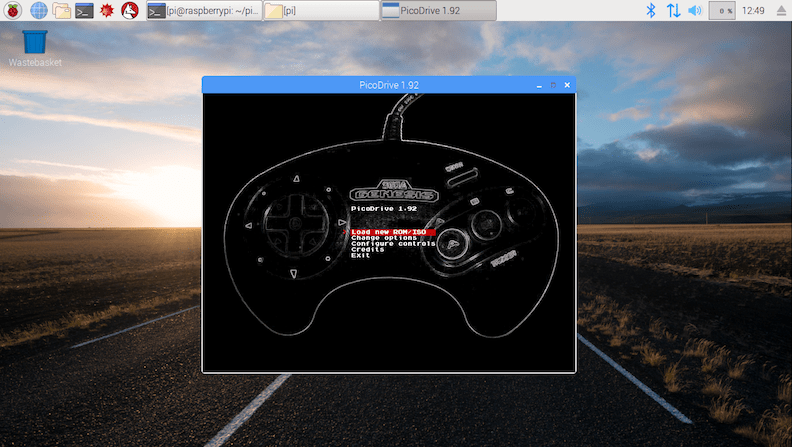 [pi@raspberrypi: ~/pi...
[pi]
PicoDrive 1.92
0 %
12:49
Wastebasket
PicoDrive 1.92
SEGA
GENESIS
PicoDrive 1.92
Load new ROM/ISO
Change options
Configure controls
Credits
Exit